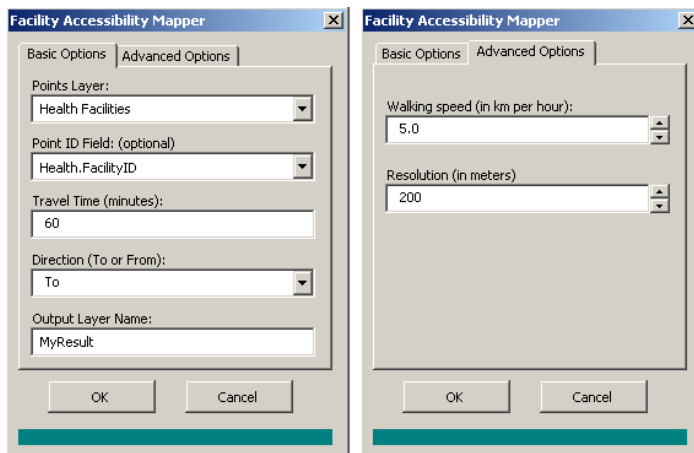 Facility Accessibility Mapper
Basic Options
Advanced Options
Points Layer:
Health Facilities
Point ID Field: (optional)
Health.FacilityID
Travel Time (minutes):
60
Direction (To or From):
To
Output Layer Name:
MyResult
OK
Cancel
Facility Accessibility Mapper
Basic Options
Advanced Options
Walking speed (in km per hour):
5.0
Resolution (in meters)
200
OK
Cancel